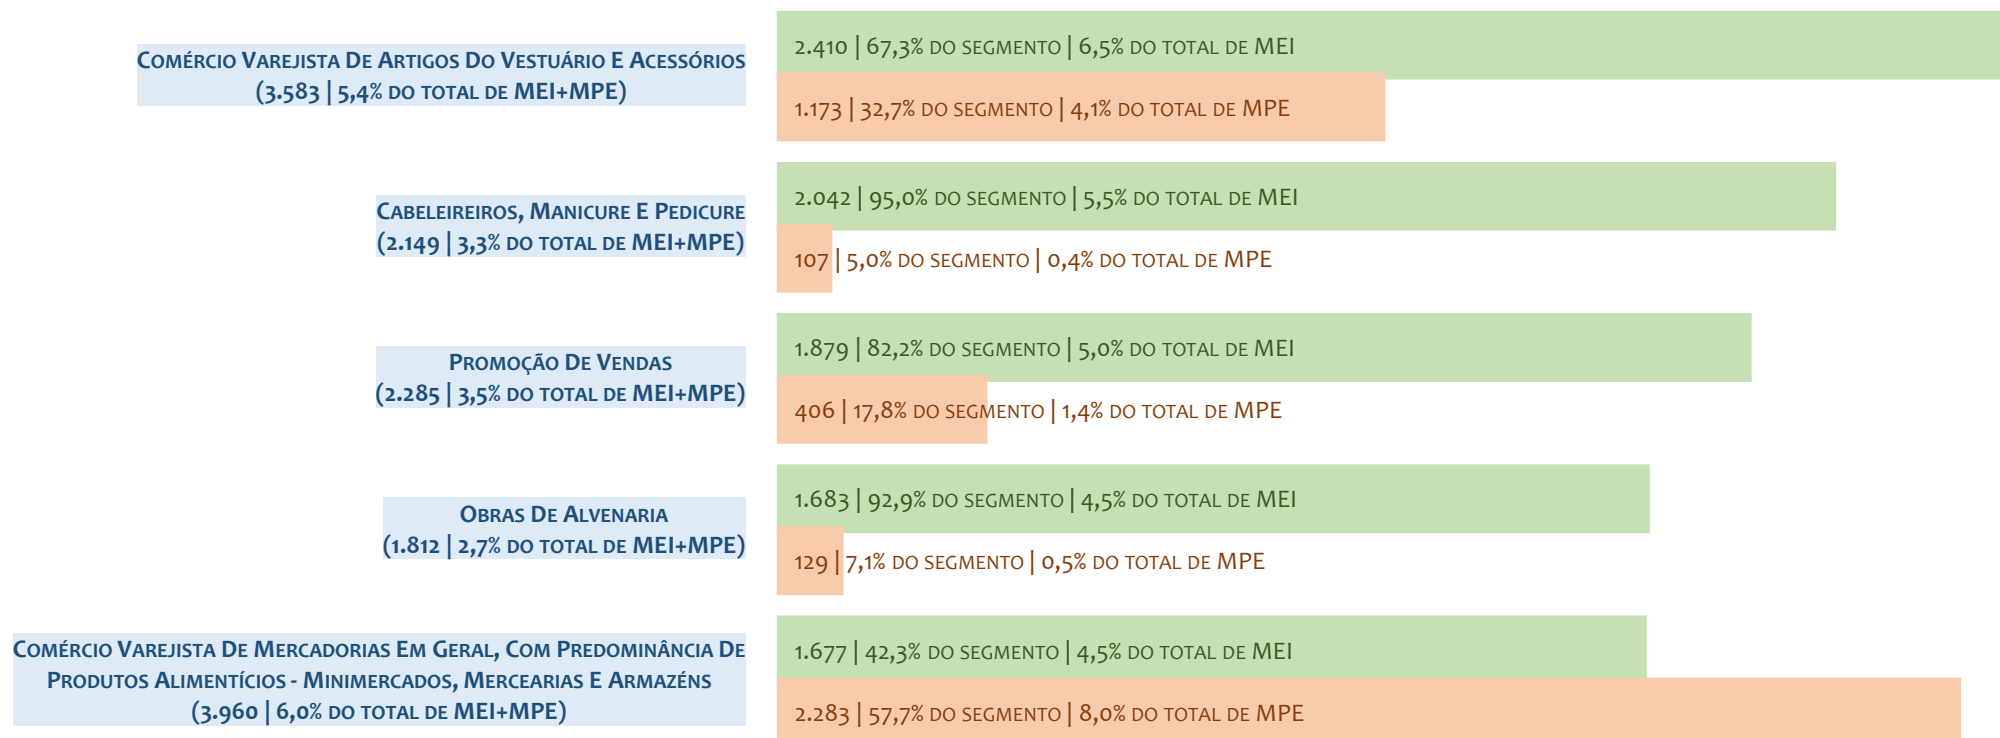 Comércio Varejista De Artigos Do Vestuário E Acessórios
(3.583 | 5,4% do total de MEI+MPE)
2.410 | 67,3% do segmento | 6,5% do total de MEI
1.173 | 32,7% do segmento | 4,1% do total de MPE
Cabeleireiros, Manicure E Pedicure
(2.149 | 3,3% do total de MEI+MPE)
2.042 | 95,0% do segmento | 5,5% do total de MEI
107 | 5,0% do segmento | 0,4% do total de MPE
Promoção De Vendas
(2.285 | 3,5% do total de MEI+MPE)
1.879 | 82,2% do segmento | 5,0% do total de MEI
406 | 17,8% do segmento | 1,4% do total de MPE
Obras De Alvenaria
(1.812 | 2,7% do total de MEI+MPE)
1.683 | 92,9% do segmento | 4,5% do total de MEI
129 | 7,1% do segmento | 0,5% do total de MPE
Comércio Varejista De Mercadorias Em Geral, Com Predominância De
Produtos Alimentícios - Minimercados, Mercearias E Armazéns
(3.960 | 6,0% do total de MEI+MPE)
1.677 | 42,3% do segmento | 4,5% do total de MEI
2.283 | 57,7% do segmento | 8,0% do total de MPE